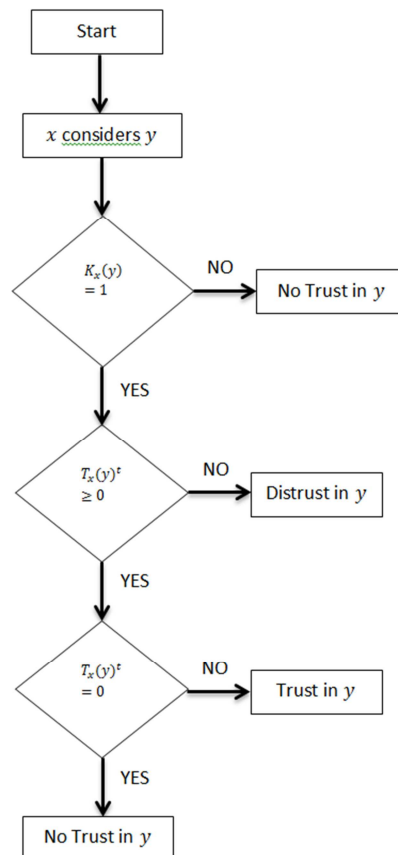 Start
x considers y
Kₓ(y)
= 1
NO
No Trust in y
YES
Tₓ(y)ᵗ
≥ 0
NO
Distrust in y
YES
Tₓ(y)ᵗ
= 0
NO
Trust in y
YES
No Trust in y